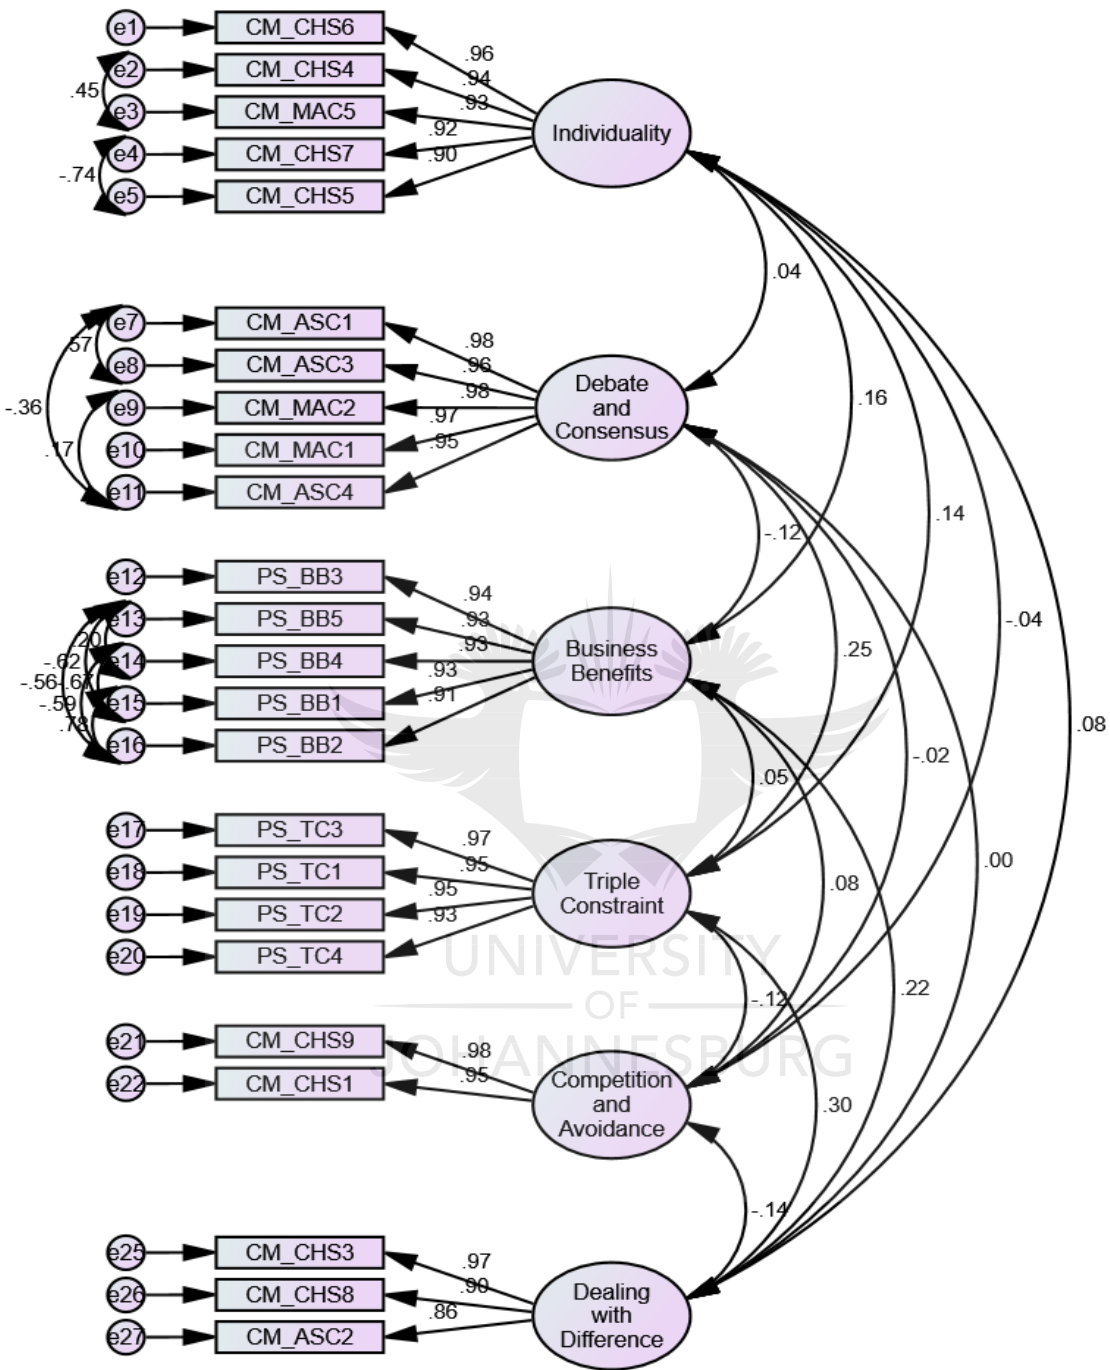 e1 CM_CHS6
.96
e2 CM_CHS4
.94
.45
.93
e3 CM_MAC5
.92
Individuality
e4 CM_CHS7
.90
-.74
e5 CM_CHS5
.04
e7 CM_ASC1
.98
.57
e8 CM_ASC3
.96
Debate
and
Consensus
.98
-.36
e9 CM_MAC2
.97
.16
.17
e10 CM_MAC1
.95
e11 CM_ASC4
.14
-.12
e12 PS_BB3
.94
e13 PS_BB5
.93
-.04
.20
.93
Business
Benefits
.25
-.62
e14 PS_BB4
.93
-.56
-.67
.91
-.59
e15 PS_BB1
.78
e16 PS_BB2
.08
-.02
.05
e17 PS_TC3
.97
e18 PS_TC1
.95
.00
Triple
Constraint
.08
.95
e19 PS_TC2
.93
e20 PS_TC4
UNIVERSITY
OF
JOHANNESBURG
-.12
.22
e21 CM_CHS9
.98
e22 CM_CHS1
.95
Competition
and
Avoidance
.30
-.14
e25 CM_CHS3
.97
e26 CM_CHS8
.90
Dealing
with
Difference
.86
e27 CM_ASC2